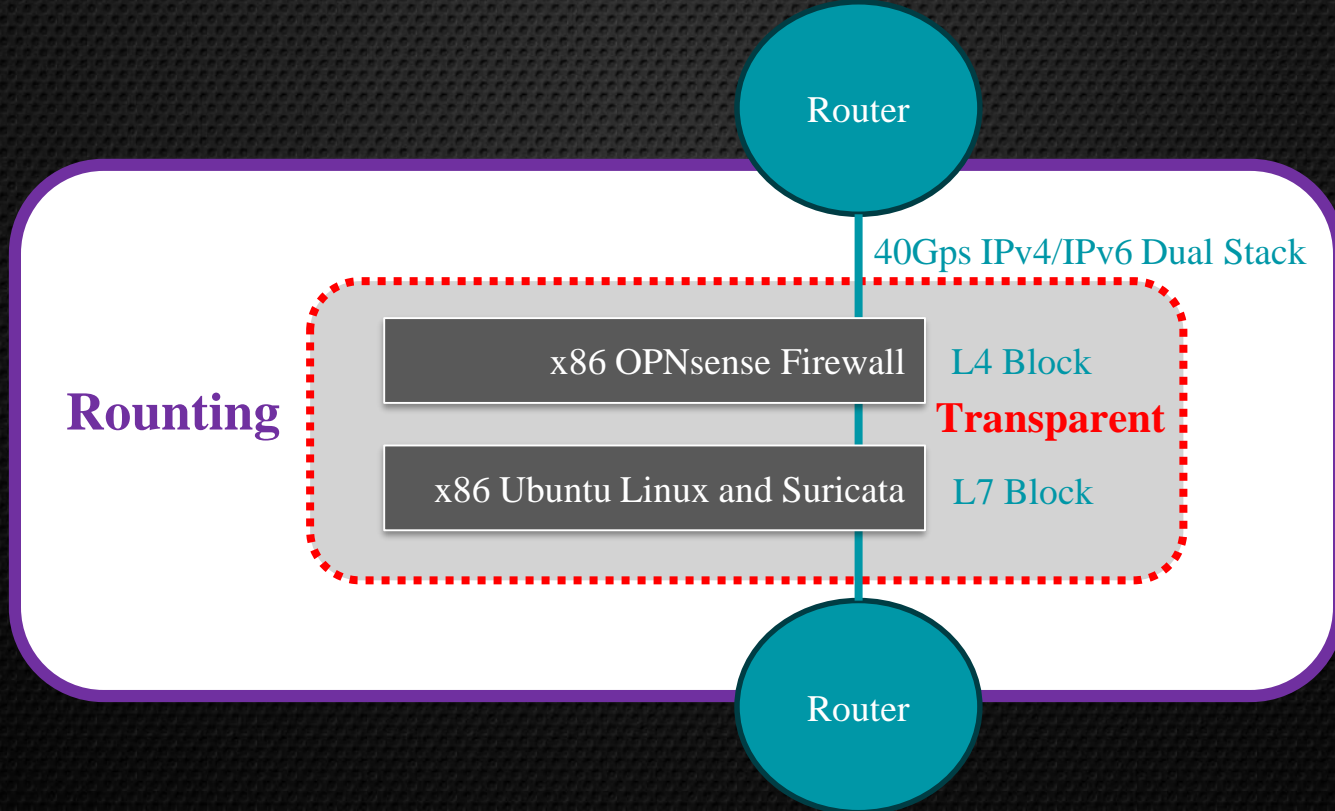 Router
40Gps IPv4/IPv6 Dual Stack
x86 OPNsense Firewall
L4 Block
Rounting
Transparent
x86 Ubuntu Linux and Suricata
L7 Block
Router